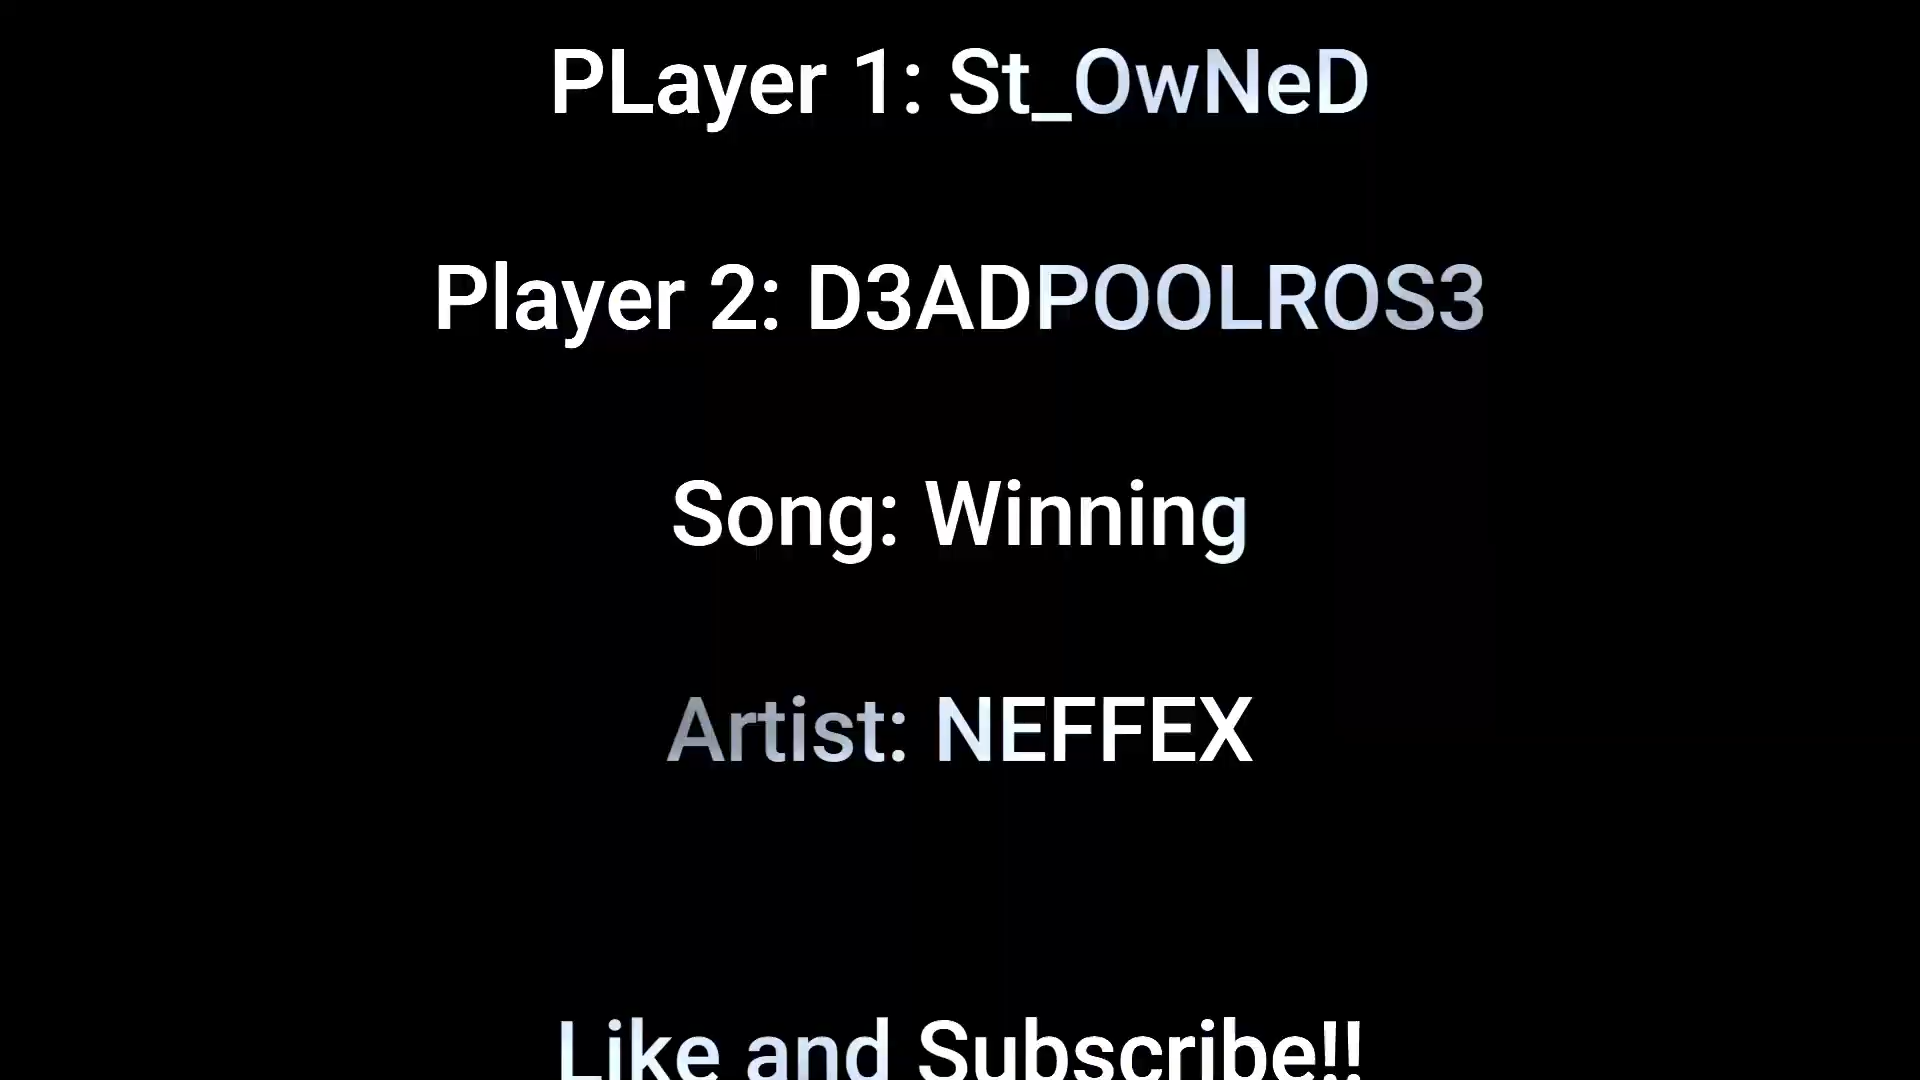 PLayer 1: St_OwNeD
Player 2: D3ADPOOLROS3
Song: Winning
Artist: NEFFEX
Like and Subscribe!!